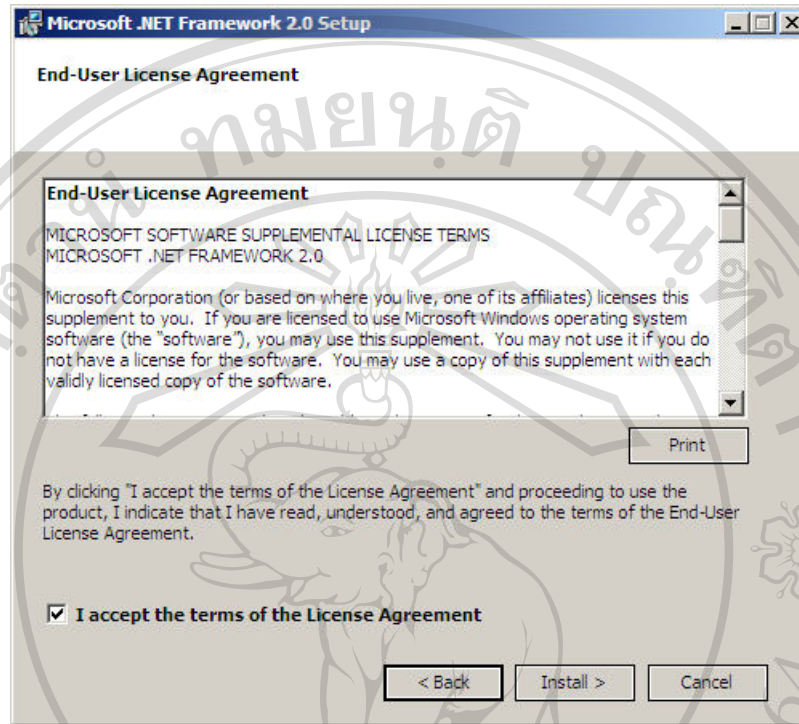 Microsoft .NET Framework 2.0 Setup
End-User License Agreement
End-User License Agreement
MICROSOFT SOFTWARE SUPPLEMENTAL LICENSE TERMS
MICROSOFT .NET FRAMEWORK 2.0
Microsoft Corporation (or based on where you live, one of its affiliates) licenses this
supplement to you.  If you are licensed to use Microsoft Windows operating system
software (the "software"), you may use this supplement.  You may not use it if you do
not have a license for the software.  You may use a copy of this supplement with each
validly licensed copy of the software.
Print
By clicking "I accept the terms of the License Agreement" and proceeding to use the
product, I indicate that I have read, understood, and agreed to the terms of the End-User
License Agreement.
I accept the terms of the License Agreement
< Back
Install >
Cancel